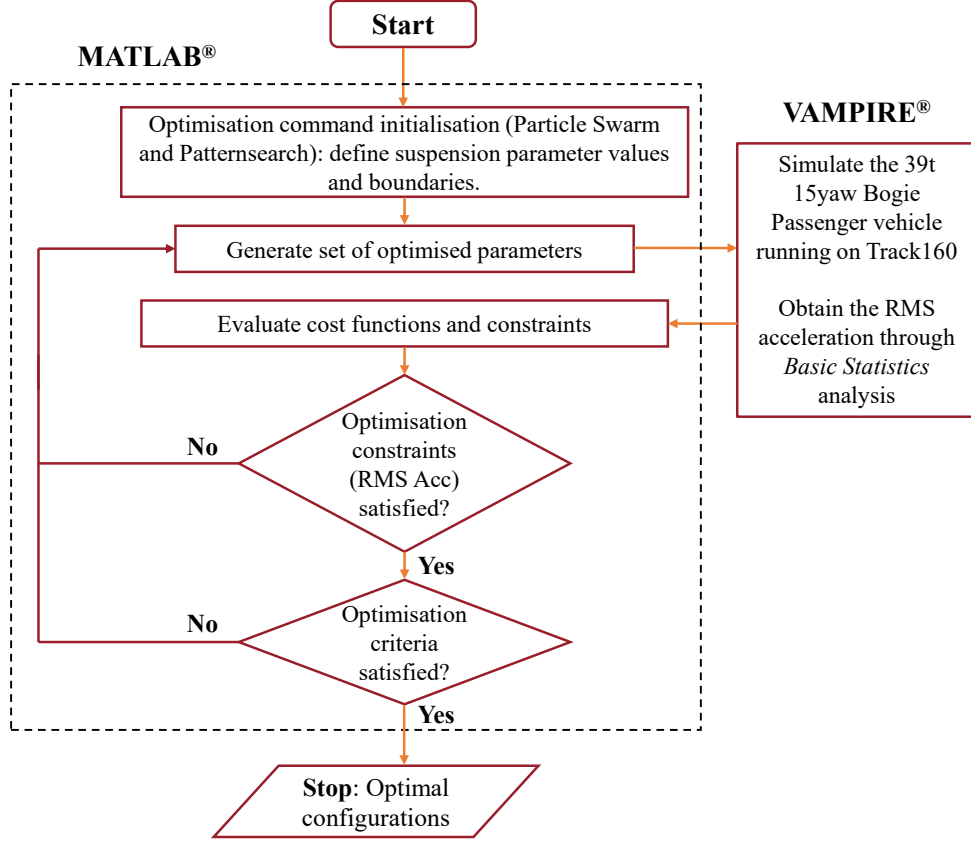 Start
MATLAB®
Optimisation command initialisation (Particle Swarm
and Patternsearch): define suspension parameter values
and boundaries.
Generate set of optimised parameters
VAMPIRE®
Simulate the 39t
15yaw Bogie
Passenger vehicle
running on Track160
Obtain the RMS
acceleration through
Basic Statistics
analysis
Evaluate cost functions and constraints
Optimisation
constraints
(RMS Acc)
satisfied?
No
Yes
Optimisation
criteria
satisfied?
No
Yes
Stop: Optimal
configurations